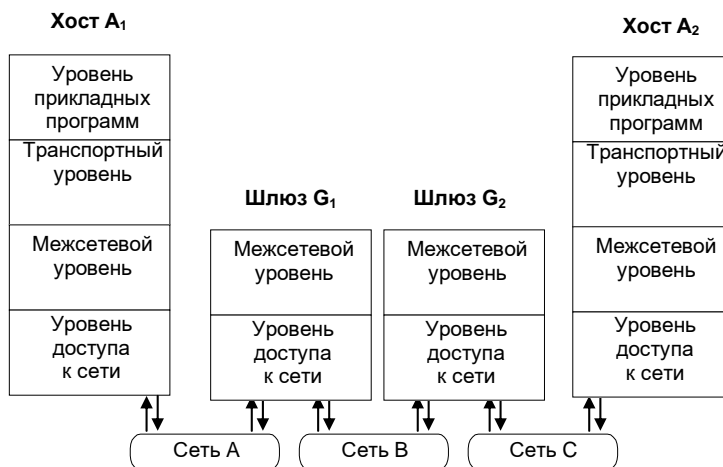 Хост A1
Уровень
прикладных
программ
Транспортный
уровень
Межсетевой
уровень
Уровень
доступа
к сети
Шлюз G1
Межсетевой
уровень
Уровень
доступа
к сети
Шлюз G2
Межсетевой
уровень
Уровень
доступа
к сети
Хост A2
Уровень
прикладных
программ
Транспортный
уровень
Межсетевой
уровень
Уровень
доступа
к сети
Сеть A
Сеть B
Сеть C